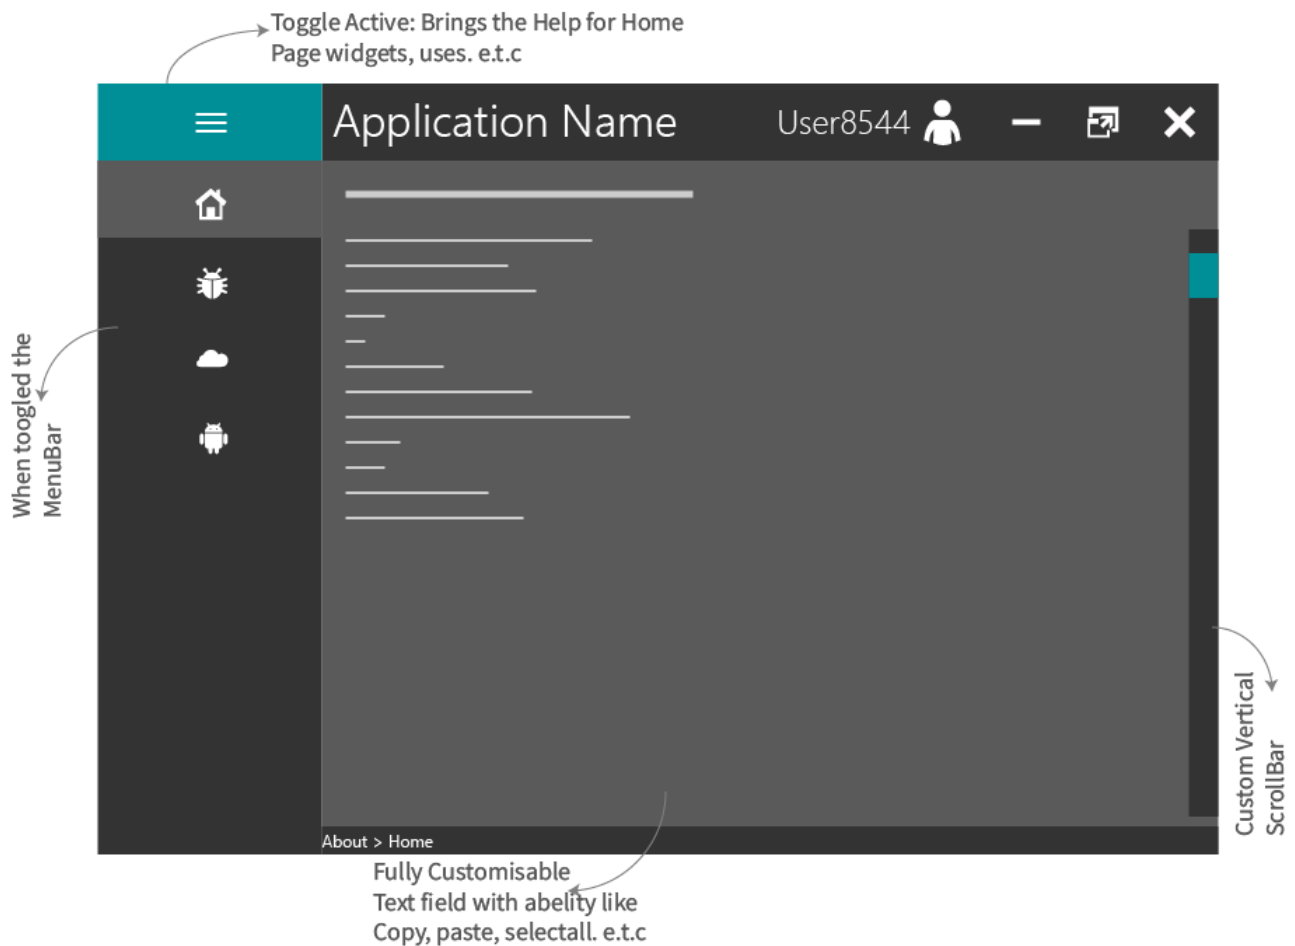 Toggle Active: Brings the Help for Home
Page widgets, uses. e.t.c
Application Name
User8544
When toogled the
MenuBar
Custom Vertical
ScrollBar
About > Home
Fully Customisable
Text field with abelity like
Copy, paste, selectall. e.t.c